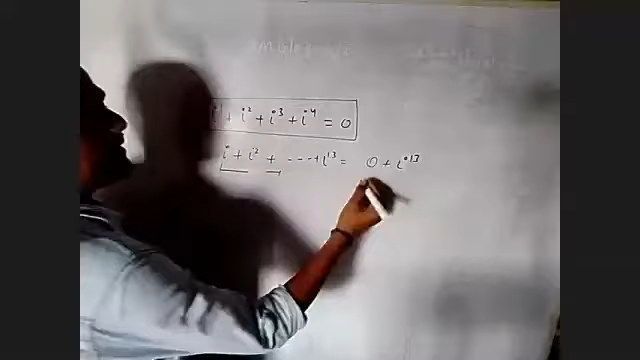 i¹ + i² + i³ + i⁴ = 0
i + i² + ---+ i¹³ = 0 + i¹³